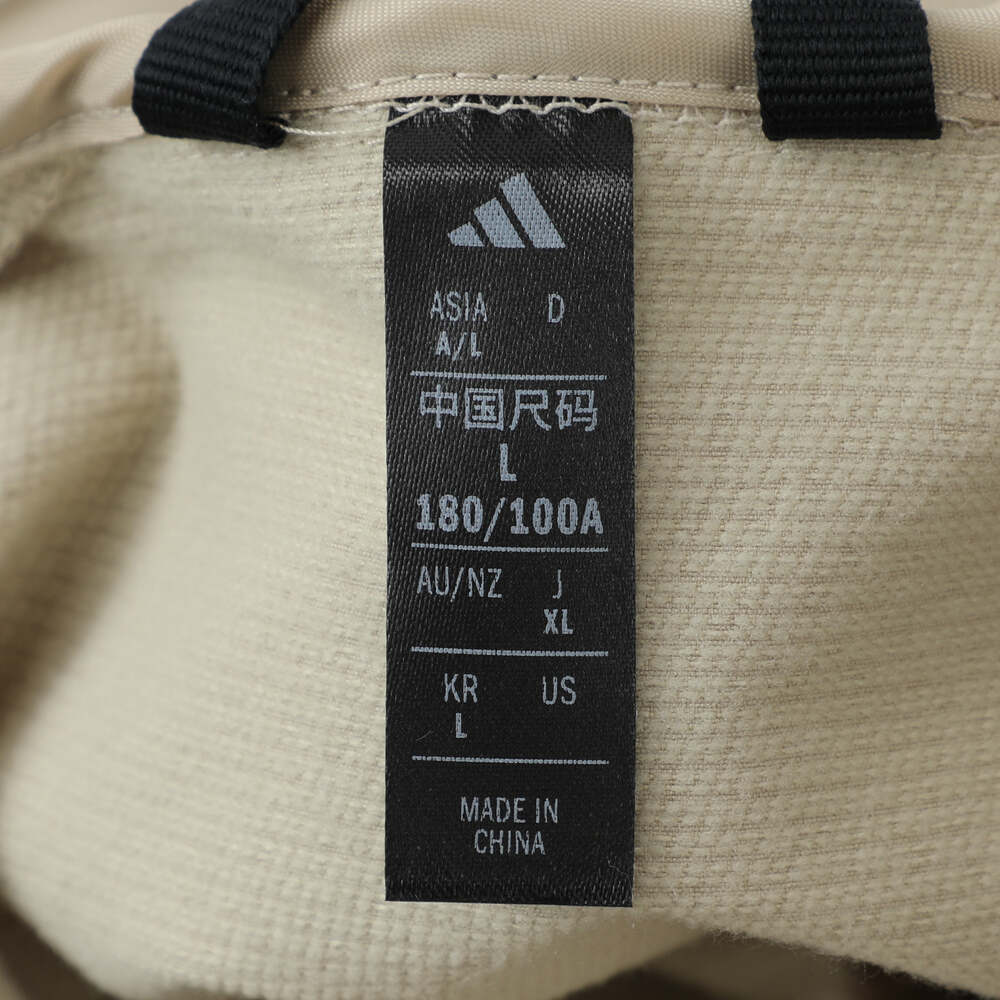 ASIA D
A/L
中国尺码
L
180/100A
AU/NZ J
XL
KR US
L
MADE IN
CHINA